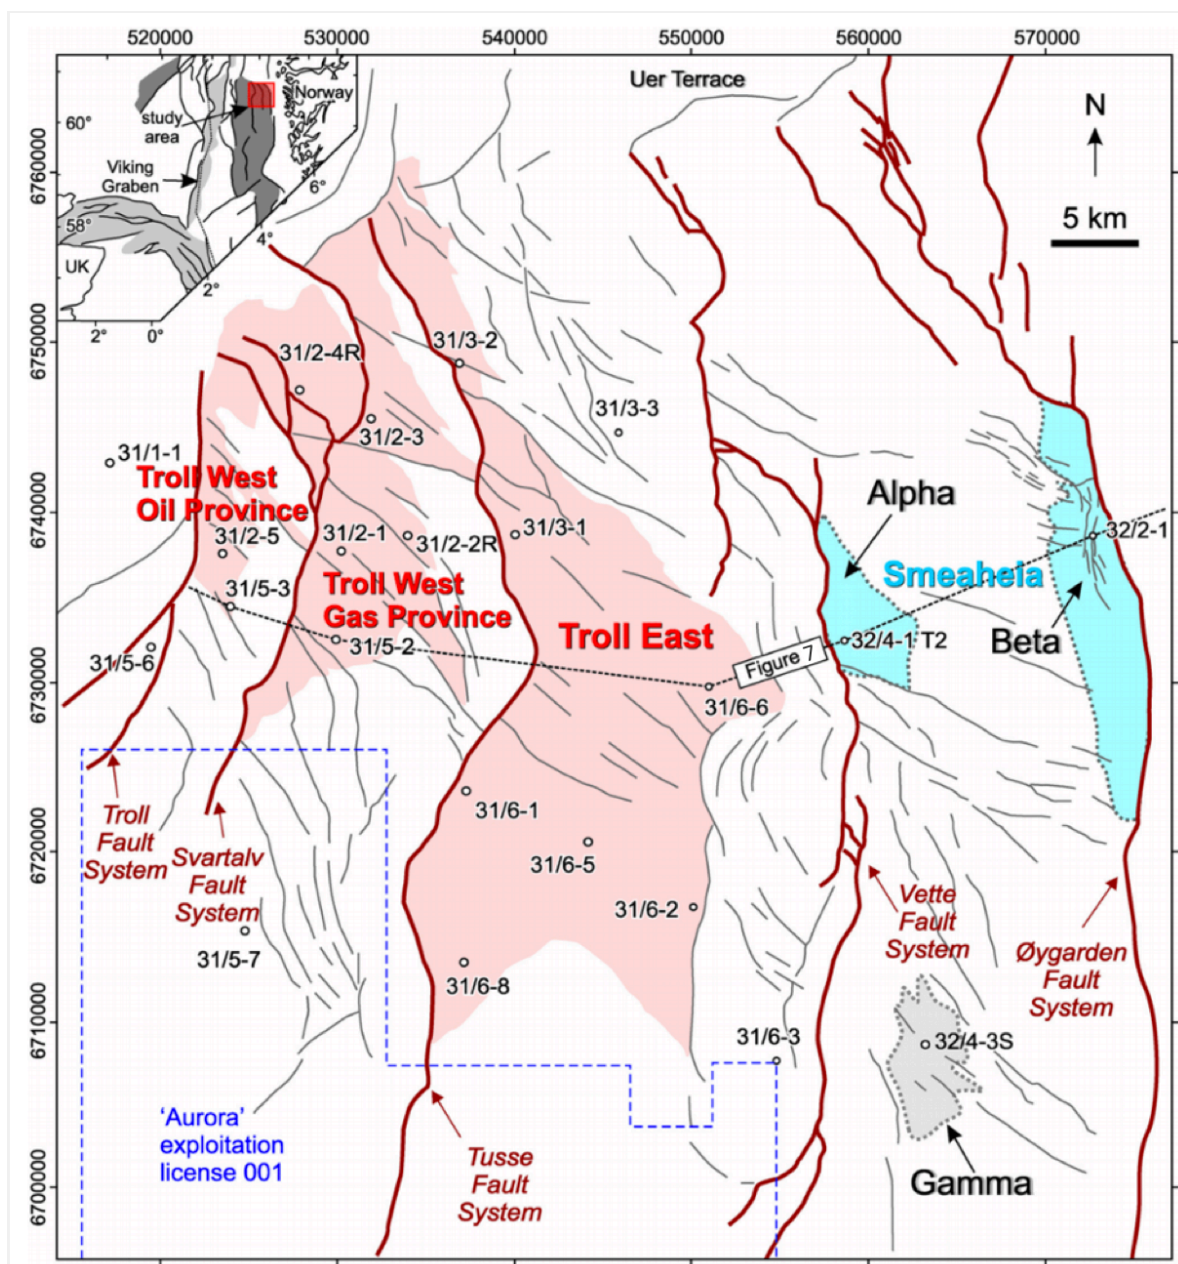 520000
530000
540000
550000
560000
570000
Uer Terrace
Norway
study
area
60°
Viking
Graben
6°
58°
4°
UK
2°
2°
0°
N
5 km
6760000
6750000
6740000
6730000
6720000
6710000
6700000
31/2-4R
31/3-2
31/3-3
31/2-3
31/1-1
Troll West
Oil Province
31/2-5
31/2-1
31/2-2R
31/3-1
Alpha
32/2-1
Smeaheia
31/5-3
Troll West
Gas Province
Troll East
Beta
31/5-6
31/5-2
Figure 7
32/4-1 T2
31/6-6
31/6-1
Troll
Fault
System
Svartalv
Fault
System
31/6-5
31/6-2
Vette
Fault
System
Øygarden
Fault
System
31/5-7
31/6-8
31/6-3
32/4-3S
'Aurora'
exploitation
license 001
Tusse
Fault
System
Gamma